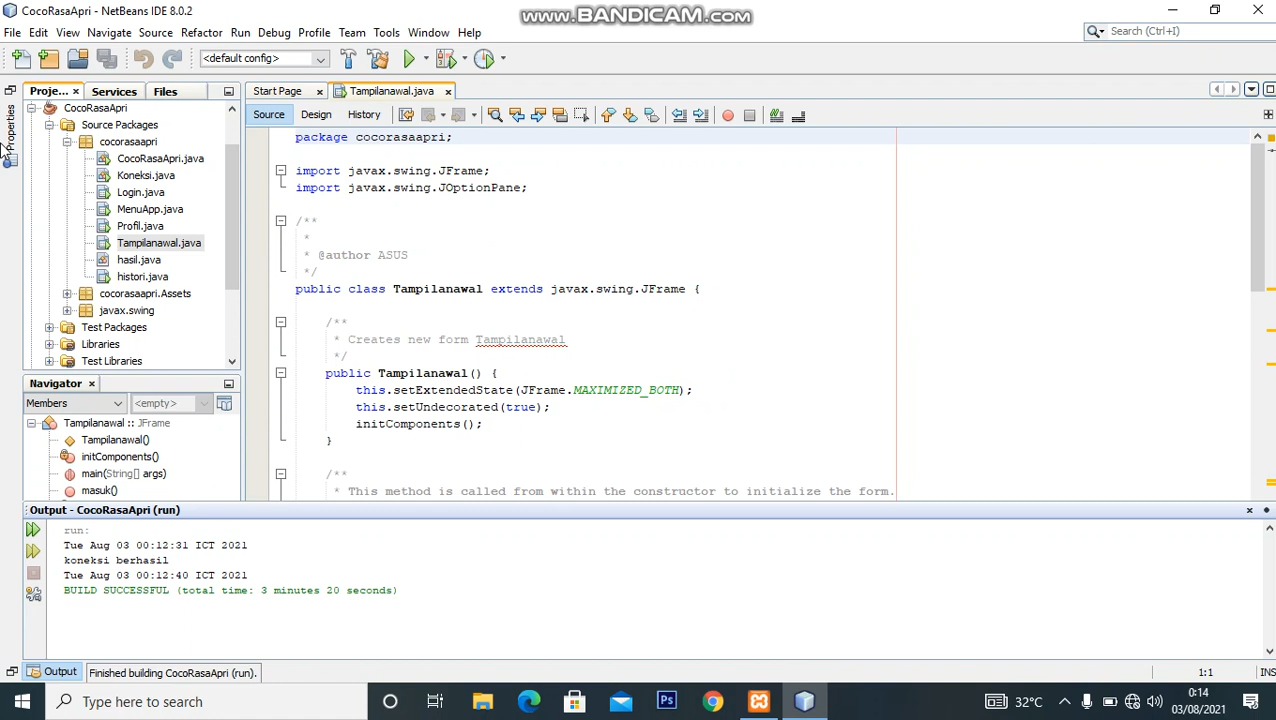 CocoRasaApri - NetBeans IDE 8.0.2
www.BANDICAM.com
File Edit View Navigate Source Refactor Run Debug Profile Team Tools Window Help
Search (Ctrl+I)
<default config>
Proje... Services Files
Start Page Tampilanawal.java
Source Design History
Properties
CocoRasaApri
Source Packages
cocorasaapri
CocoRasaApri.java
Koneksi.java
Login.java
MenuApp.java
Profil.java
Tampilanawal.java
hasil.java
histori.java
cocorasaapri.Assets
javax.swing
Test Packages
Libraries
Test Libraries
package cocorasaapri;
import javax.swing.JFrame;
import javax.swing.JOptionPane;
/**
*
* @author ASUS
*/
public class Tampilanawal extends javax.swing.JFrame {
/**
* Creates new form Tampilanawal
*/
public Tampilanawal() {
this.setExtendedState(JFrame.MAXIMIZED_BOTH);
this.setUndecorated(true);
initComponents();
}
/**
* This method is called from within the constructor to initialize the form.
Navigator
Members <empty>
Tampilanawal :: JFrame
Tampilanawal()
initComponents()
main(String[] args)
masuk()
Output - CocoRasaApri (run)
run:
Tue Aug 03 00:12:31 ICT 2021
koneksi berhasil
Tue Aug 03 00:12:40 ICT 2021
BUILD SUCCESSFUL (total time: 3 minutes 20 seconds)
Output
Finished building CocoRasaApri (run).
1:1
INS
Type here to search
Ps
32°C
0:14
03/08/2021